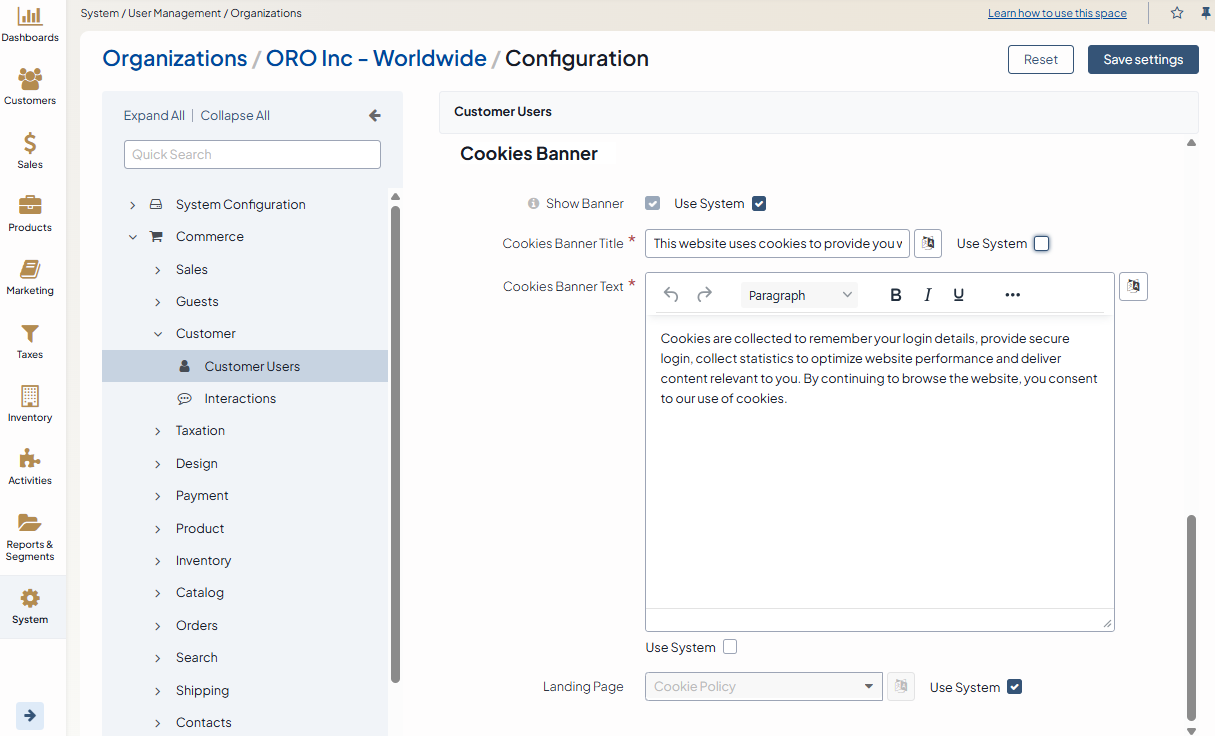 System / User Management / Organizations
Learn how to use this space
Dashboards
Customers
Sales
Products
Marketing
Taxes
Inventory
Activities
Reports &
Segments
System
Organizations / ORO Inc - Worldwide / Configuration
Reset
Save settings
Expand All | Collapse All
Quick Search
System Configuration
Commerce
Sales
Guests
Customer
Customer Users
Interactions
Taxation
Design
Payment
Product
Inventory
Catalog
Orders
Search
Shipping
Contacts
Customer Users
Cookies Banner
Show Banner
Use System
Cookies Banner Title *
This website uses cookies to provide you w
Use System
Cookies Banner Text *
Paragraph
B I U •••
Cookies are collected to remember your login details, provide secure
login, collect statistics to optimize website performance and deliver
content relevant to you. By continuing to browse the website, you consent
to our use of cookies.
Use System
Landing Page
Cookie Policy
Use System